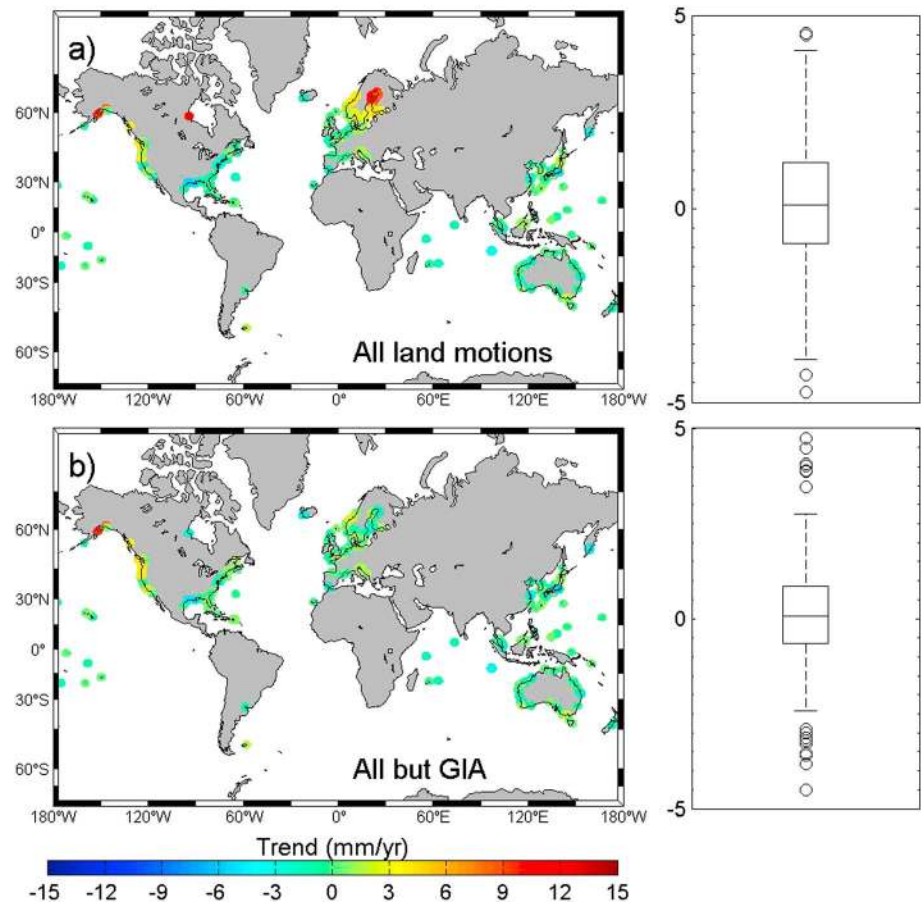 a)
60°N
30°N
0°
30°S
60°S
180°W 120°W 60°W 0° 60°E 120°E 180°E
All land motions
5
0
-5
b)
60°N
30°N
0°
30°S
60°S
180°W 120°W 60°W 0° 60°E 120°E 180°E
All but GIA
5
0
-5
Trend (mm/yr)
-15 -12 -9 -6 -3 0 3 6 9 12 15